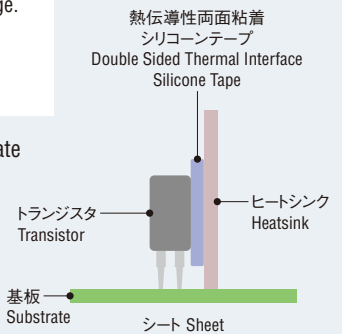 ge.
熱伝導性両面粘着
シリコーンテープ
Double Sided Thermal Interface
Silicone Tape
ate
トランジスタ
Transistor
ヒートシンク
Heatsink
基板
Substrate
シート Sheet